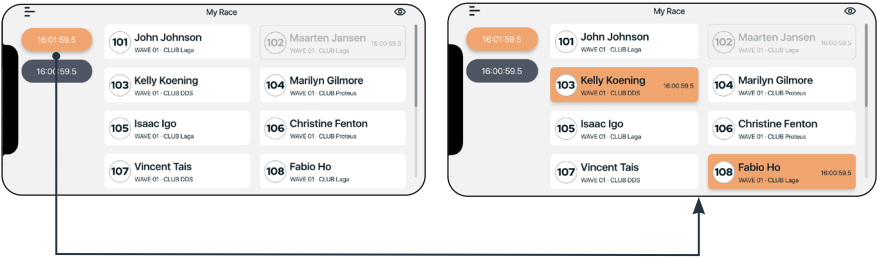 My Race
16:01:59.5
16:00:59.5
101 John Johnson
WAVE 01 · CLUB Laga
102 Maarten Jansen 16:00:59.5
WAVE 01 · CLUB Laga
103 Kelly Koening
WAVE 01 · CLUB DDS
104 Marilyn Gilmore
WAVE 01 · CLUB Proteus
105 Isaac Igo
WAVE 01 · CLUB Laga
106 Christine Fenton
WAVE 01 · CLUB Proteus
107 Vincent Tais
WAVE 01 · CLUB DDS
108 Fabio Ho
WAVE 01 · CLUB Laga
My Race
16:01:59.5
16:00:59.5
101 John Johnson
WAVE 01 · CLUB Laga
102 Maarten Jansen 16:00:59.5
WAVE 01 · CLUB Laga
103 Kelly Koening 16:00:59.5
WAVE 01 · CLUB DDS
104 Marilyn Gilmore
WAVE 01 · CLUB Proteus
105 Isaac Igo
WAVE 01 · CLUB Laga
106 Christine Fenton
WAVE 01 · CLUB Proteus
107 Vincent Tais
WAVE 01 · CLUB DDS
108 Fabio Ho 16:00:59.5
WAVE 01 · CLUB Laga